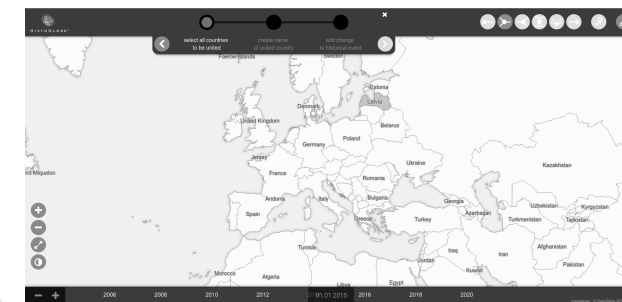 HISTOGLOBE
select all countries
to be united
create name
of united country
add change
to historical event
Faeroe Islands
Sweden
Estonia
Latvia
Denmark
United Kingdom
Belarus
Poland
Germany
Jersey
Ukraine
nd Miquelon
France
Kazakhstan
Romania
Andorra
Italy
Bulgaria
Georgia
Uzbekistan
Kyrgyzstan
Spain
Greece
Turkey
Azerbaijan
Turkmenistan
Tajikistan
Tunisia
Iraq
Iran
Afghanistan
Jordan
Pakistan
Morocco
Algeria
Libya
Egypt
Kuwait
2006
2008
2010
2012
01.01.2015
2016
2018
2020